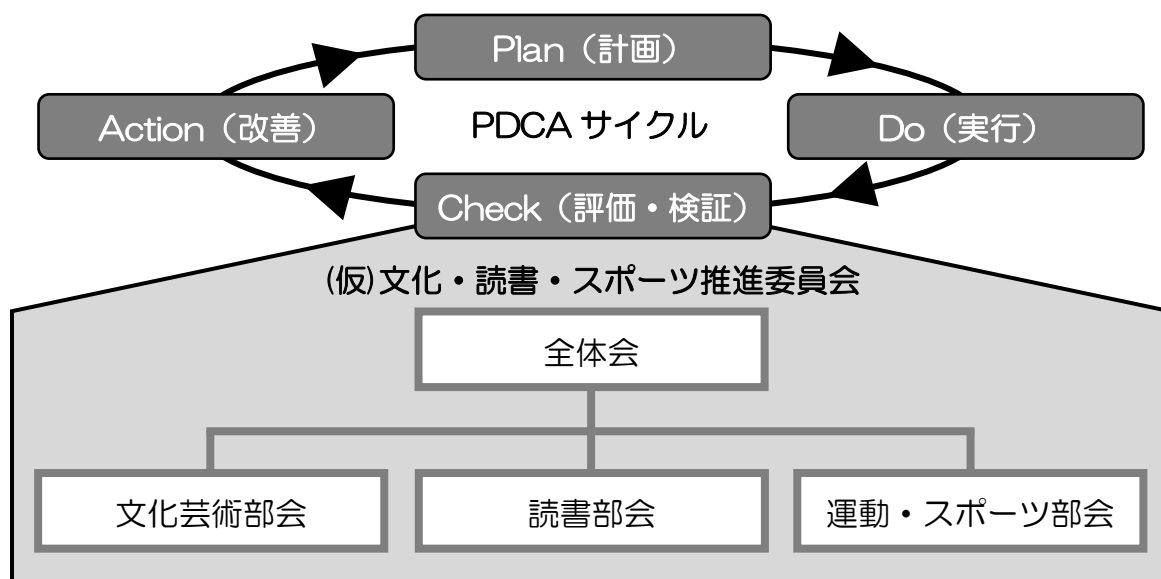 Plan（計画）
Action（改善）
PDCA サイクル
Do（実行）
Check（評価・検証）
(仮)文化・読書・スポーツ推進委員会
全体会
文化芸術部会
読書部会
運動・スポーツ部会